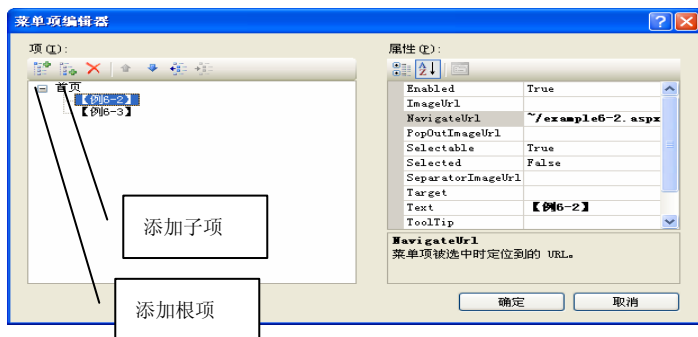 菜单项编辑器
项(I):
首页
【例6-2】
【例6-3】
添加子项
添加根项
属性(P):
Enabled True
ImageUrl
NavigateUrl ~/example6-2.aspx
PopOutImageUrl
Selectable True
Selected False
SeparatorImageUrl
Target
Text 【例6-2】
ToolTip
NavigateUrl
菜单项被选中时定位到的 URL。
确定 取消